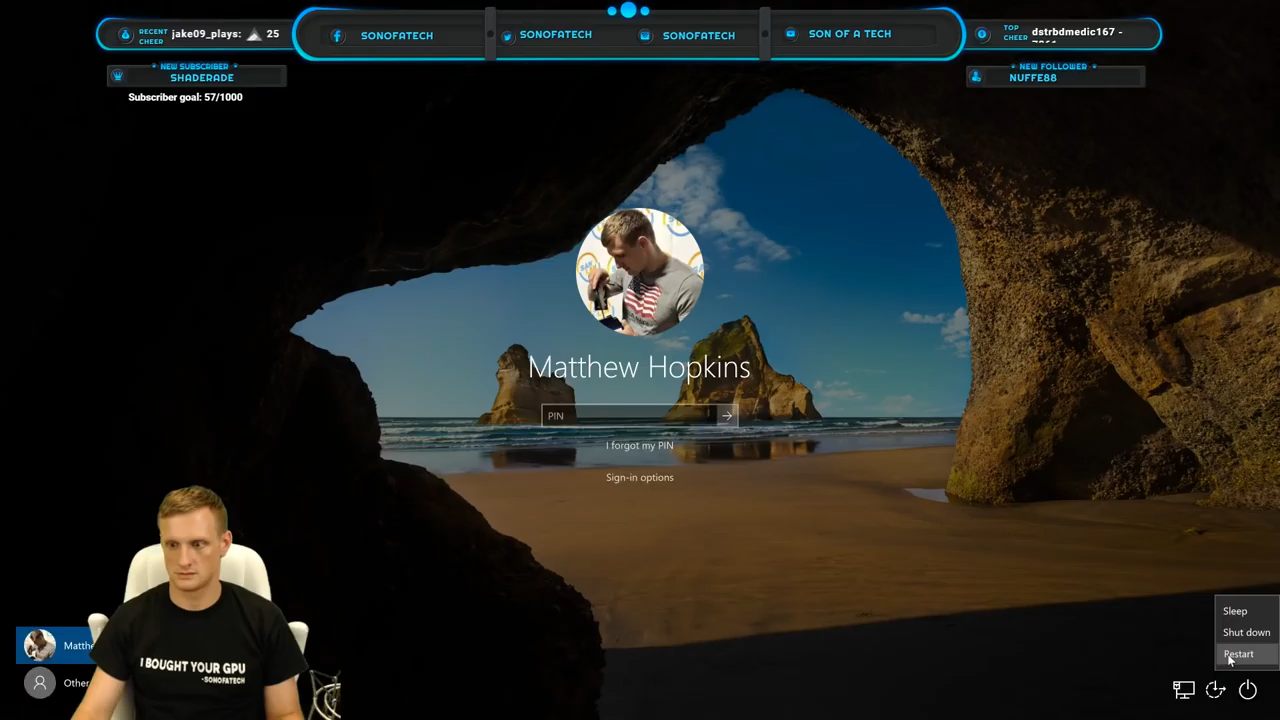 RECENT CHEER jake09_plays: 25
SONOFATECH
SONOFATECH
SONOFATECH
SON OF A TECH
TOP CHEER dstrbdmedic167 -
NEW SUBSCRIBER
SHADERADE
Subscriber goal: 57/1000
NEW FOLLOWER
NUFFE88
Matthew Hopkins
PIN
I forgot my PIN
Sign-in options
I BOUGHT YOUR GPU
-SONOFATECH
Matthe
Other
Sleep
Shut down
Restart